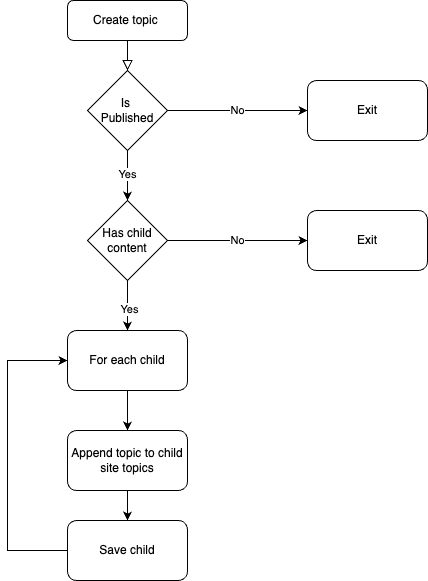 Create topic
Is
Published
No
Exit
Yes
Has child
content
No
Exit
Yes
For each child
Append topic to child
site topics
Save child